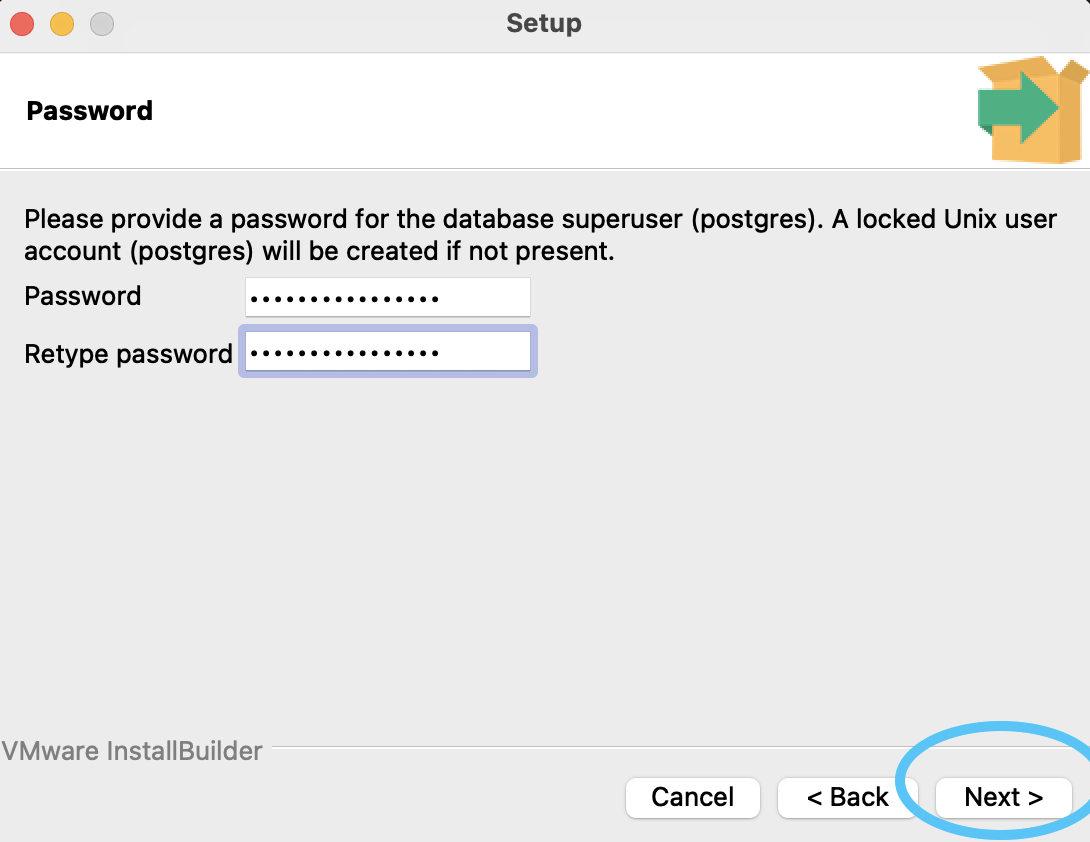 Setup
Password
Please provide a password for the database superuser (postgres). A locked Unix user
account (postgres) will be created if not present.
Password ••••••••••••••••
Retype password ••••••••••••••••
VMware InstallBuilder
Cancel < Back Next >